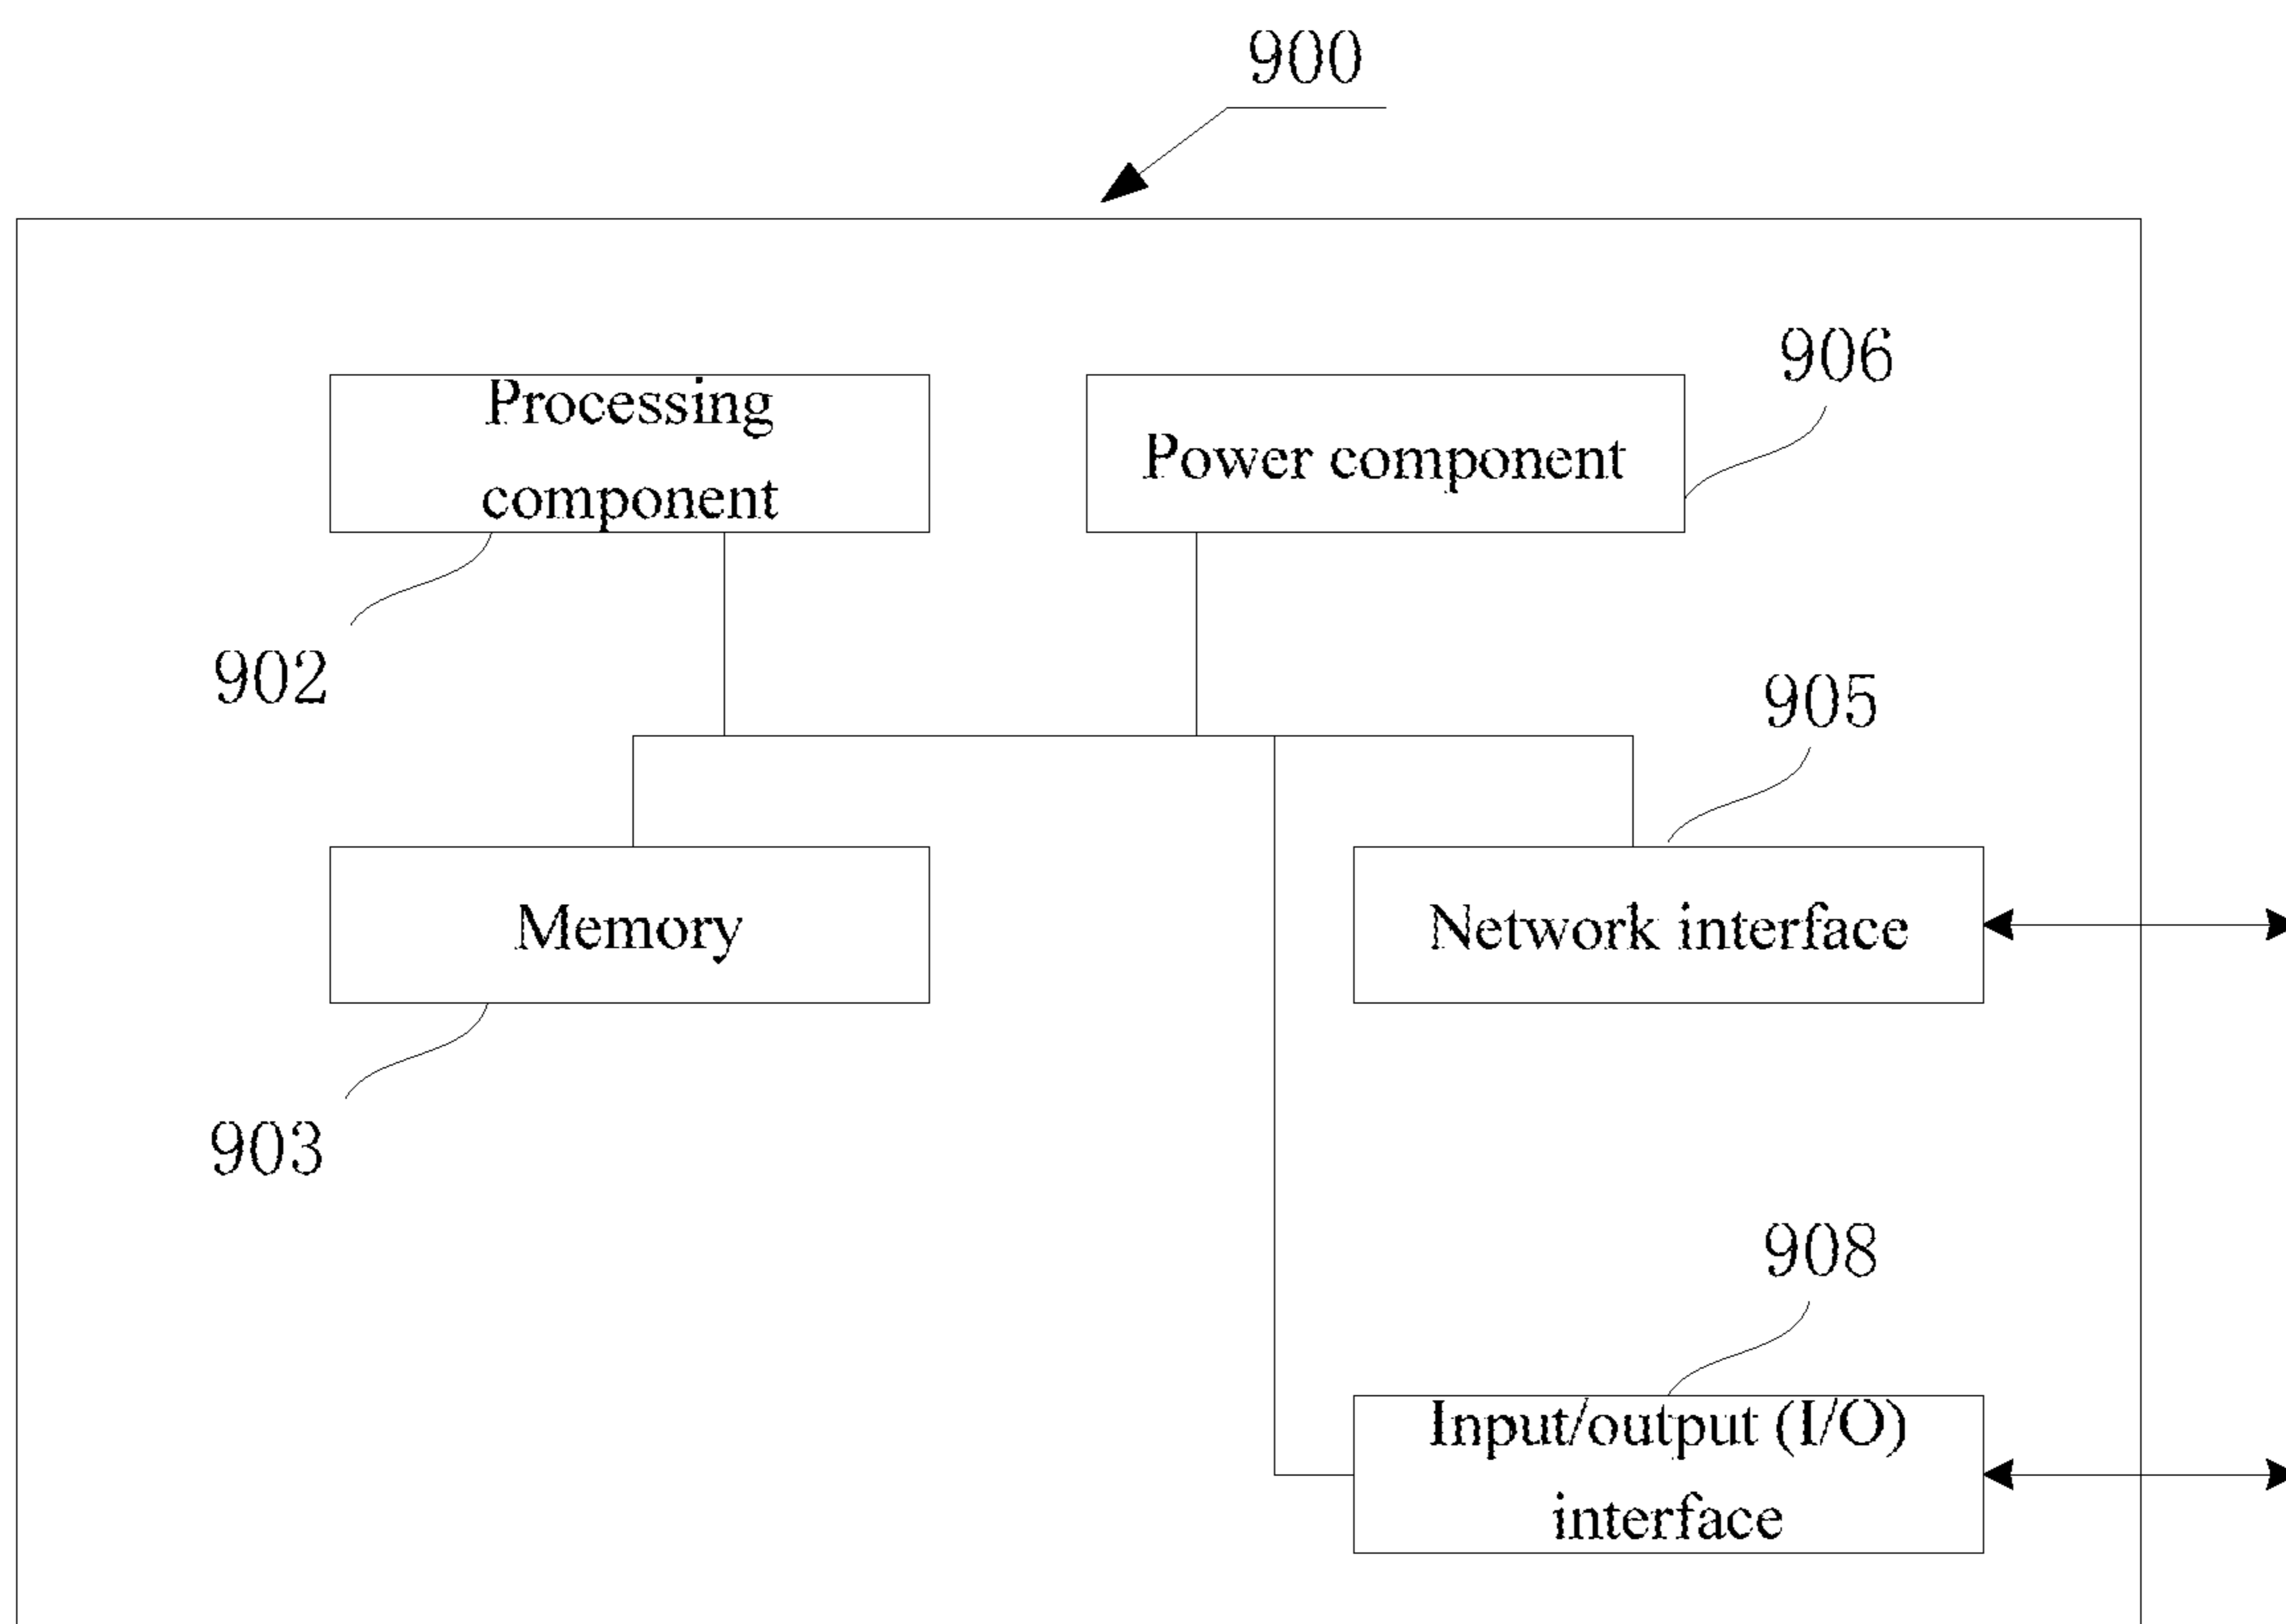 900
Processing
component
Power component
906
902
905
Memory
Network interface
903
908
Input/output (I/O)
interface